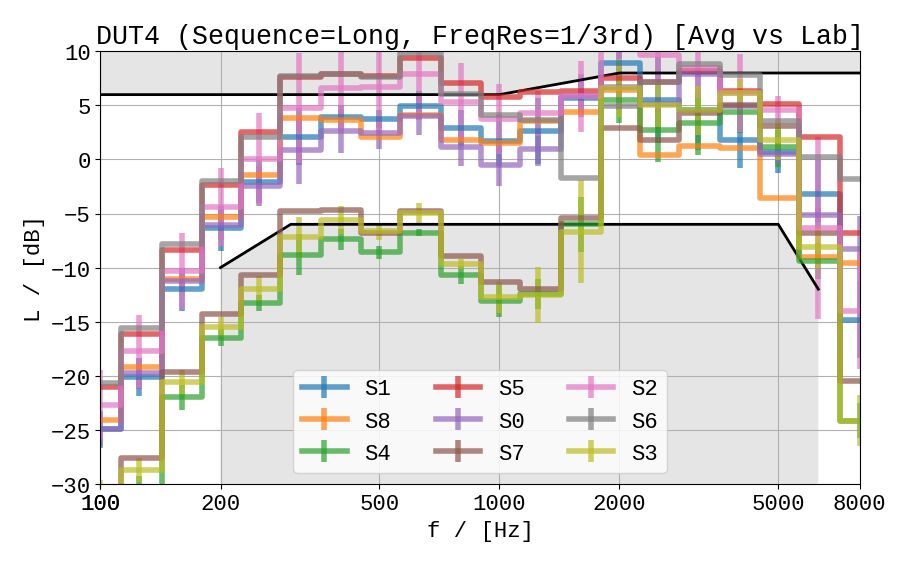 DUT4 (Sequence=Long, FreqRes=1/3rd) [Avg vs Lab]
10
5
0
−5
−10
−15
−20
−25
−30
L / [dB]
S1 S5 S2
S8 S0 S6
S4 S7 S3
100 200 500 1000 2000 5000 8000
f / [Hz]